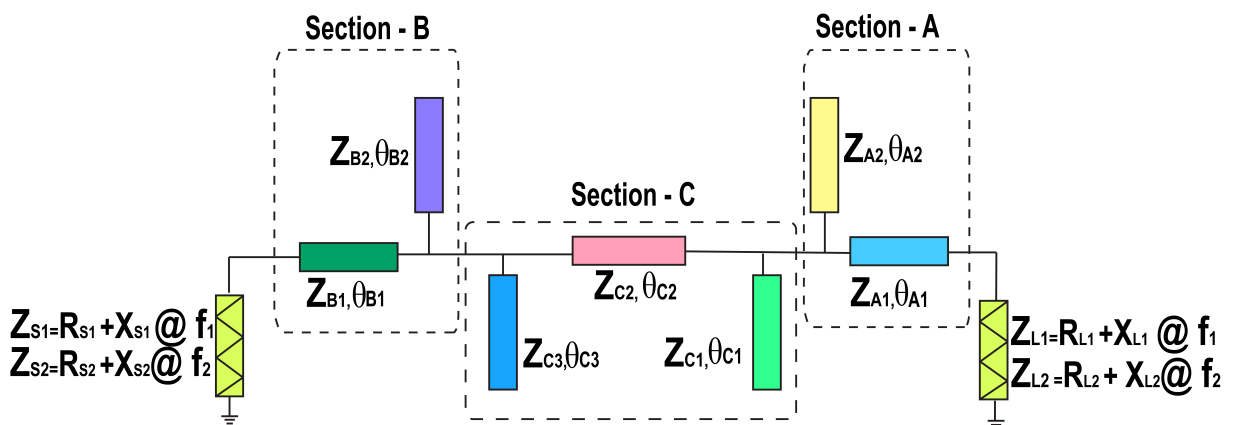 Section - B
Section - A
ZB2,θB2
ZA2,θA2
Section - C
ZB1,θB1
ZC2,θC2
ZA1,θA1
ZS1=RS1 +XS1 @ f1
ZS2=RS2 +XS2@ f2
ZC3,θC3
ZC1,θC1
ZL1=RL1 +XL1 @ f1
ZL2 =RL2 + XL2@ f2